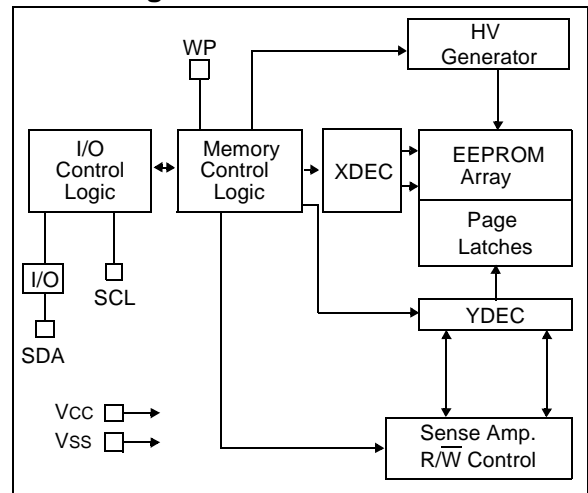 WP
HV
Generator
I/O
Control
Logic
Memory
Control
Logic
XDEC
EEPROM
Array
Page
Latches
I/O
SCL
SDA
YDEC
VCC
VSS
Sense Amp.
R/W̅ Control